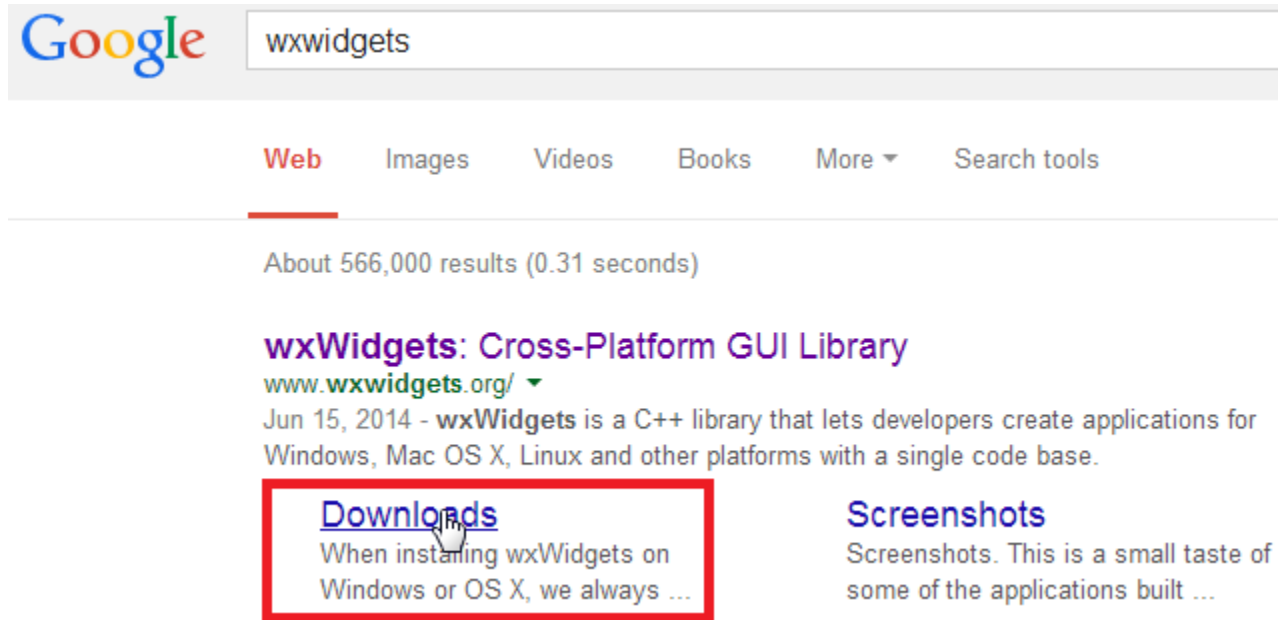 Google wxwidgets
Web Images Videos Books More Search tools
About 566,000 results (0.31 seconds)
wxWidgets: Cross-Platform GUI Library
www.wxwidgets.org/
Jun 15, 2014 - wxWidgets is a C++ library that lets developers create applications for
Windows, Mac OS X, Linux and other platforms with a single code base.
Downloads
When installing wxWidgets on
Windows or OS X, we always ...
Screenshots
Screenshots. This is a small taste of
some of the applications built ...